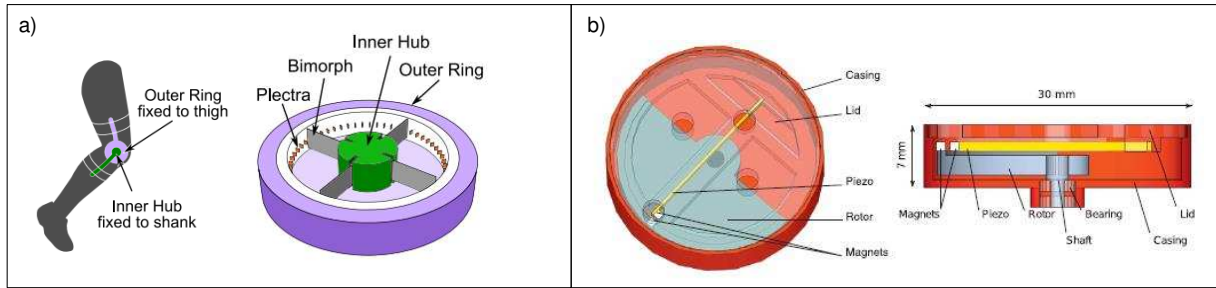 a)
Inner Hub
Bimorph
Outer Ring
Plectra
Outer Ring
fixed to thigh
Inner Hub
fixed to shank
b)
Casing
Lid
Piezo
Rotor
Magnets
30 mm
7 mm
Magnets
Piezo
Rotor
Bearing
Lid
Shaft
Casing